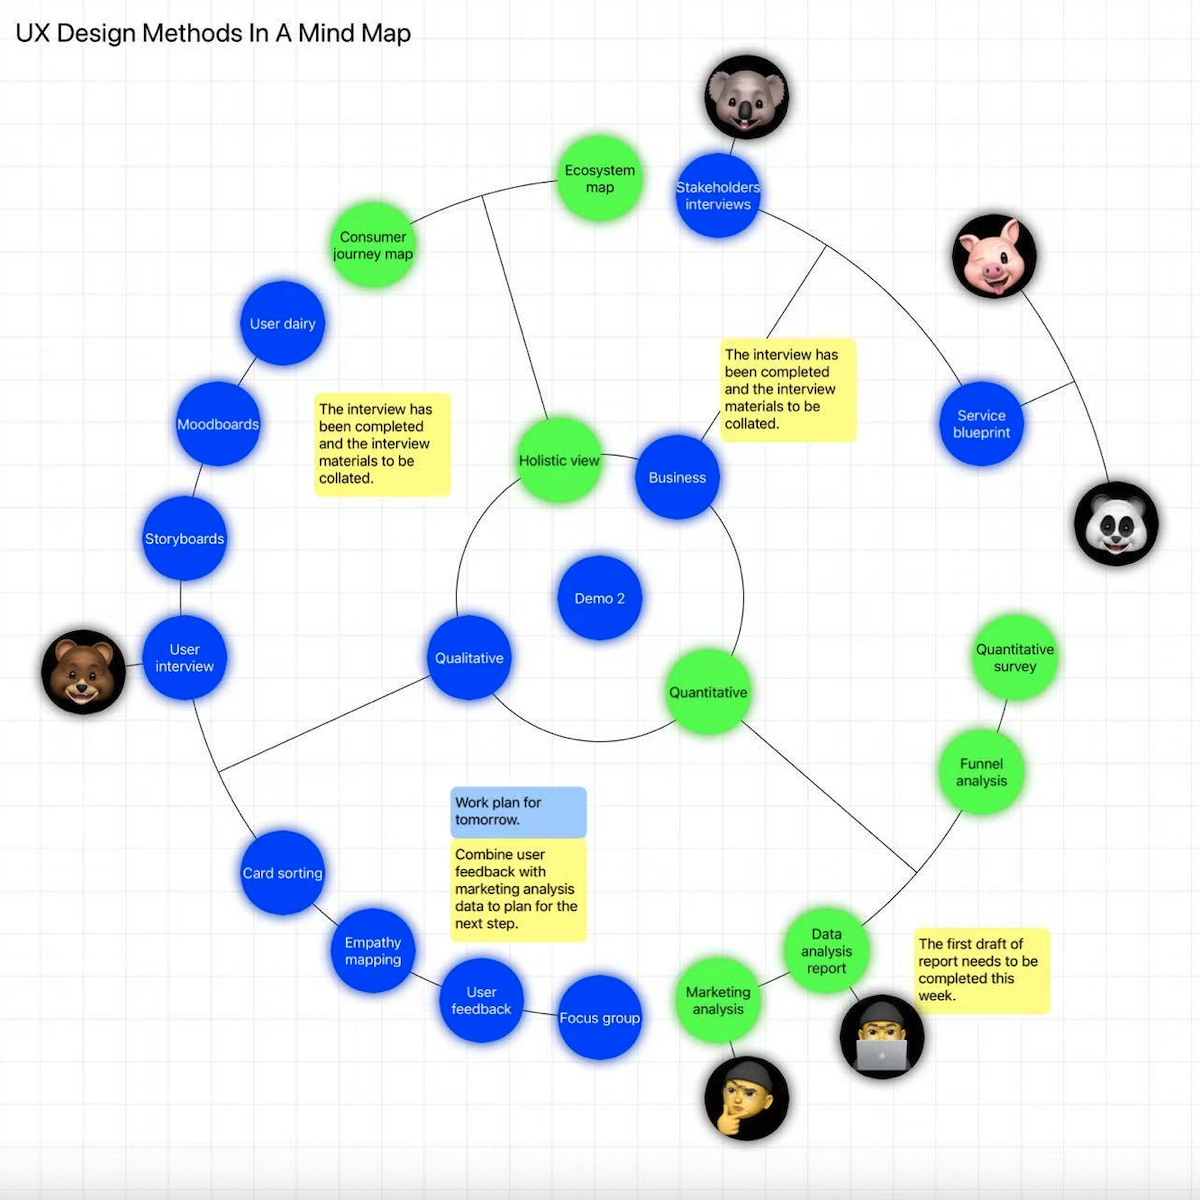 UX Design Methods In A Mind Map
Ecosystem
map
Stakeholders
interviews
Consumer
journey map
User dairy
The interview has
been completed
and the interview
materials to be
collated.
Moodboards
The interview has
been completed
and the interview
materials to be
collated.
Service
blueprint
Holistic view
Business
Storyboards
Demo 2
User
interview
Qualitative
Quantitative
Quantitative
survey
Funnel
analysis
Work plan for
tomorrow.
Combine user
feedback with
marketing analysis
data to plan for the
next step.
Card sorting
Empathy
mapping
User
feedback
Focus group
Data
analysis
report
Marketing
analysis
The first draft of
report needs to be
completed this
week.